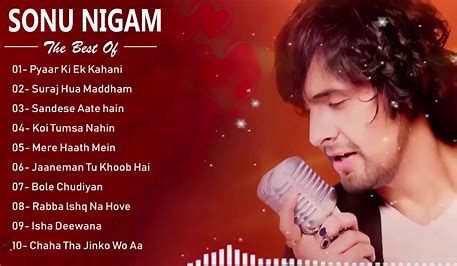 SONU NIGAM
The Best Of
01- Pyaar Ki Ek Kahani
02- Suraj Hua Maddham
03- Sandese Aate hain
04- Koi Tumsa Nahin
05- Mere Haath Mein
06- Jaaneman Tu Khoob Hai
07- Bole Chudiyan
08- Rabba Ishq Na Hove
09- Isha Deewana
10- Chaha Tha Jinko Wo Aa